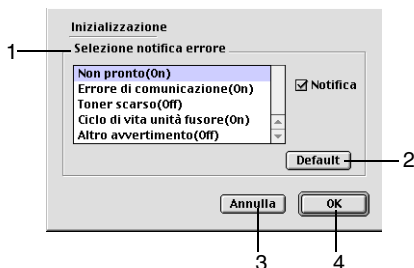 Inizializzazione
1
Selezione notifica errore
Non pronto(On)
Errore di comunicazione(On)
Toner scarso(Off)
Ciclo di vita unità fusore(On)
Altro avvertimento(Off)
Notifica
Default
2
Annulla
OK
3
4